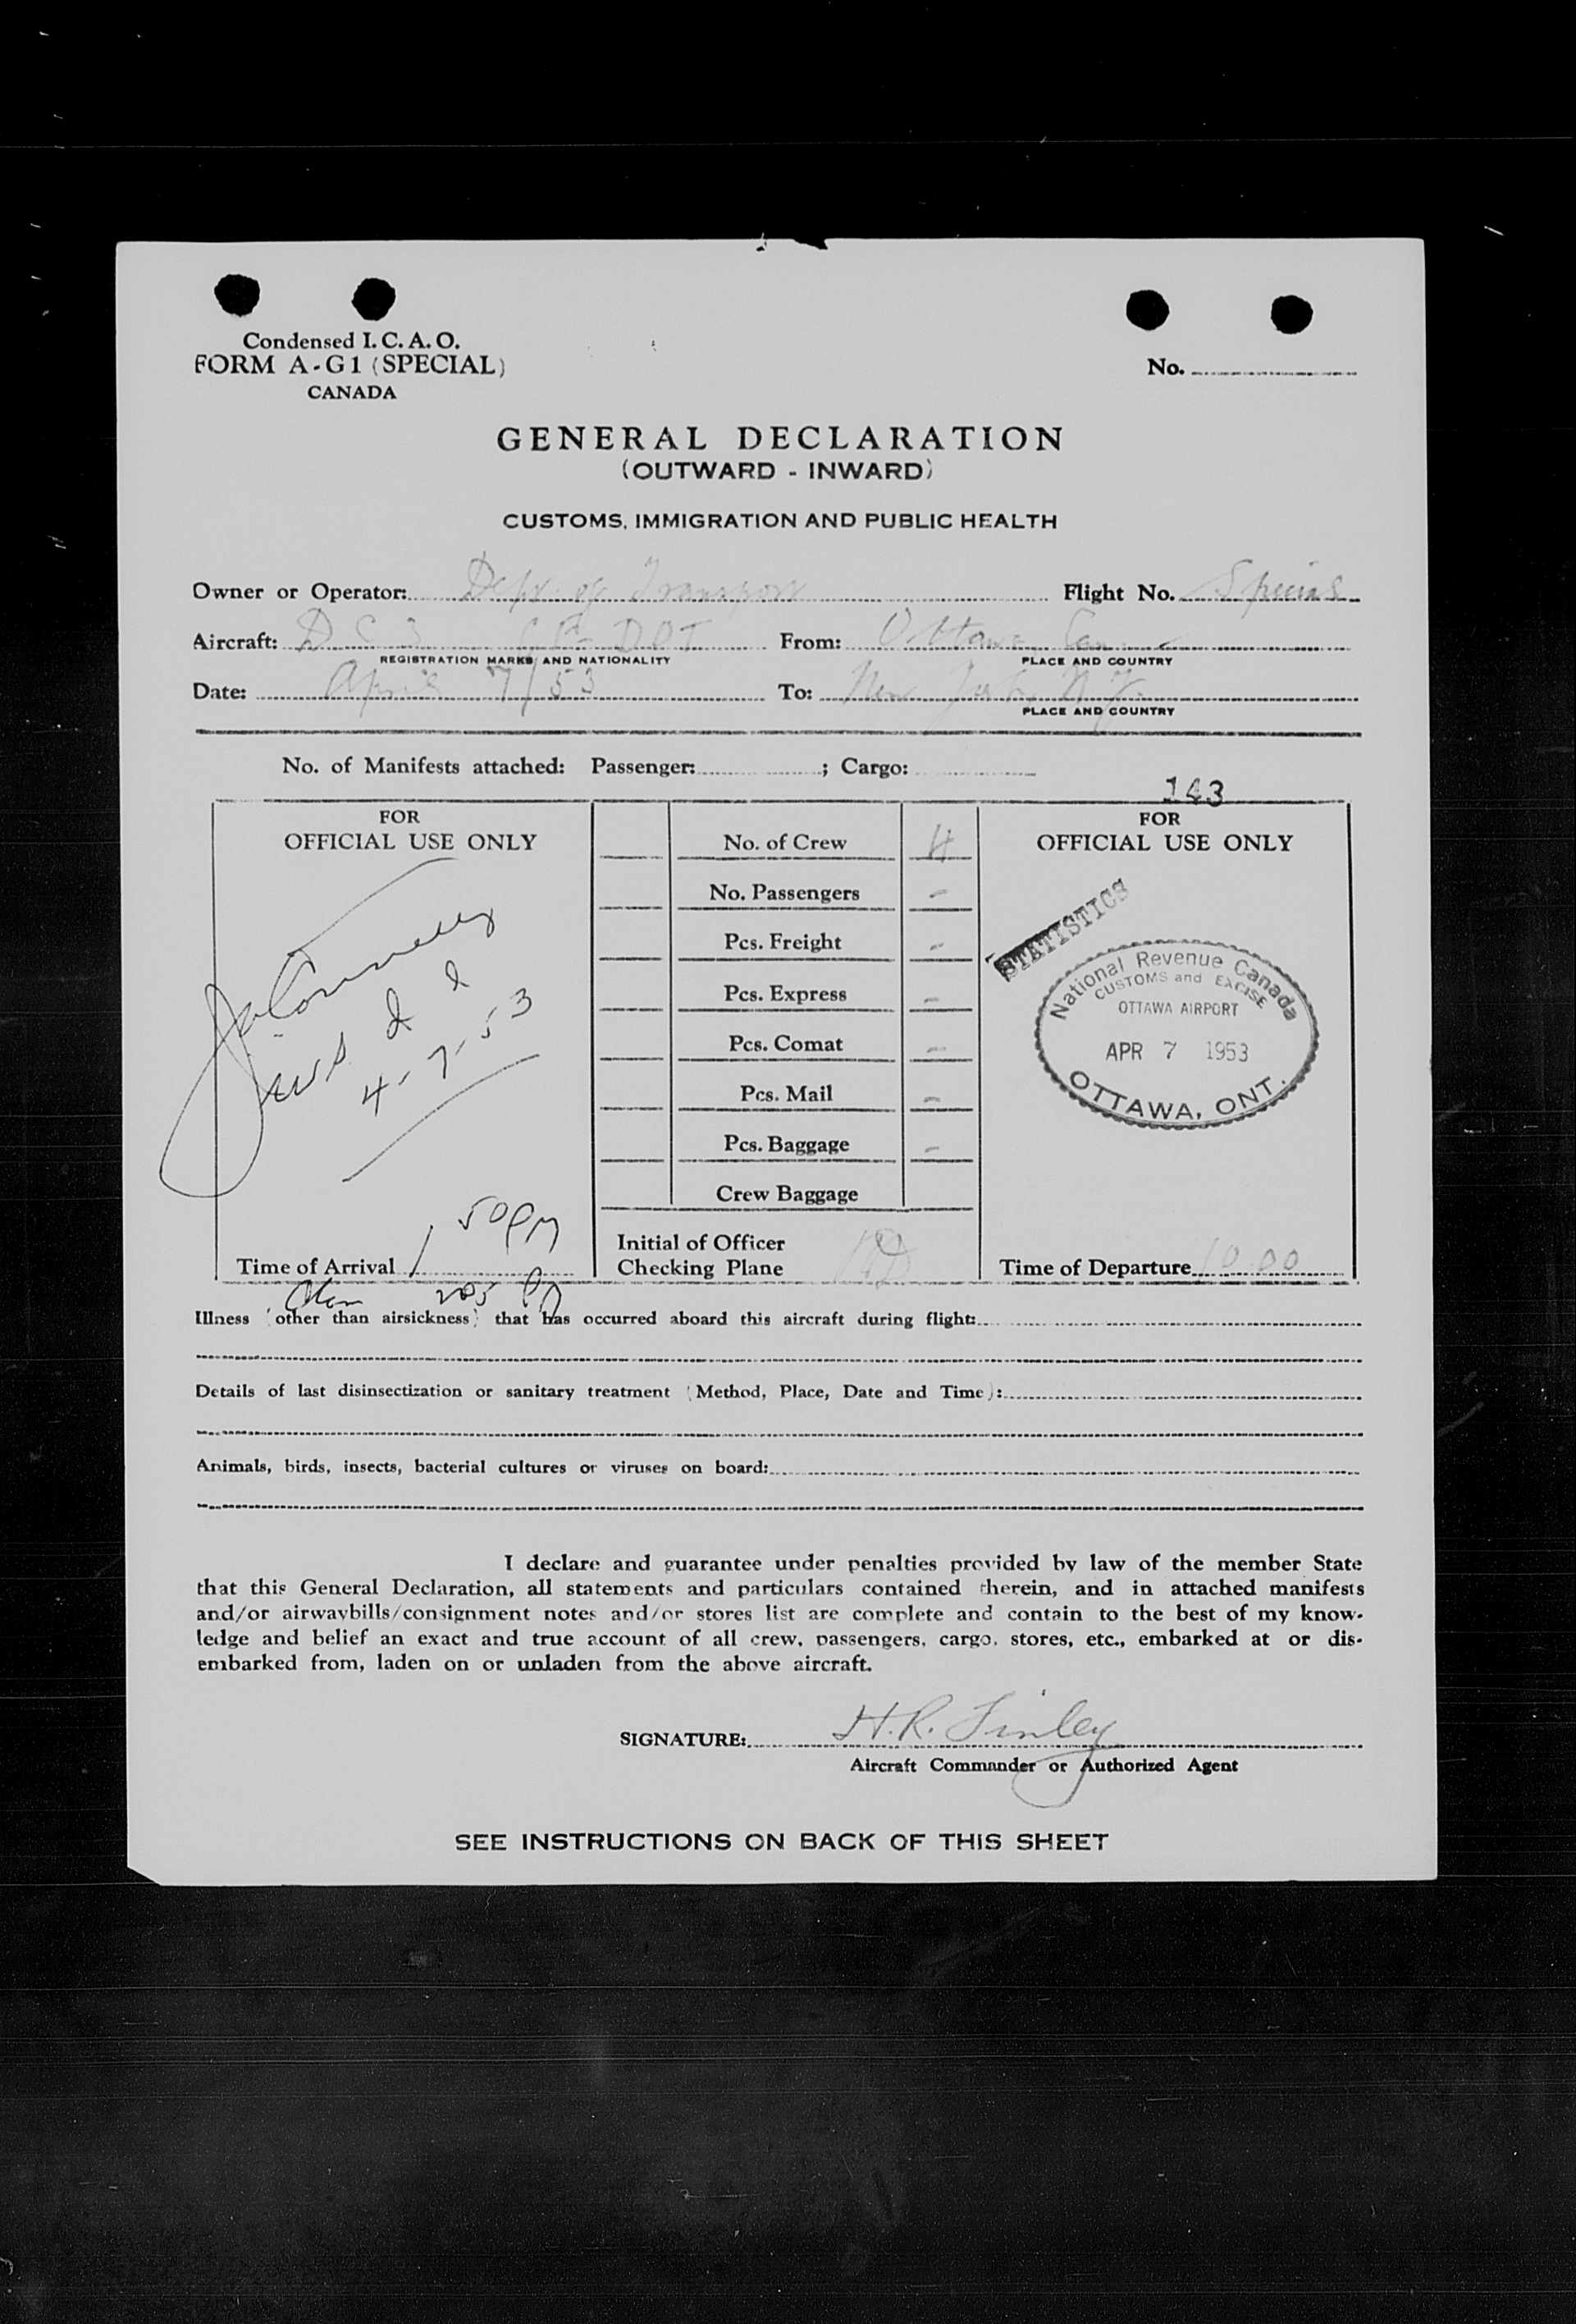 Condensed I.C.A.O.
FORM A-G1 (SPECIAL)
CANADA
No.
GENERAL DECLARATION
(OUTWARD - INWARD)
CUSTOMS, IMMIGRATION AND PUBLIC HEALTH
Owner or Operator: Dept of Transport Flight No.
Aircraft: DC3 CF-DOT From: Ottawa Can
REGISTRATION MARKS AND NATIONALITY PLACE AND COUNTRY
Date: April 7/53 To: New York N.Y.
PLACE AND COUNTRY
No. of Manifests attached: Passenger: ; Cargo:
143
FOR
OFFICIAL USE ONLY
4-7-53
Time of Arrival 1 50 PM
205 PM
No. of Crew 4
No. Passengers -
Pcs. Freight -
Pcs. Express -
Pcs. Comat -
Pcs. Mail -
Pcs. Baggage -
Crew Baggage
Initial of Officer
Checking Plane
FOR
OFFICIAL USE ONLY
STATISTICS
National Revenue Canada
CUSTOMS and EXCISE
OTTAWA AIRPORT
APR 7 1953
OTTAWA, ONT.
Time of Departure 10.00
Illness (other than airsickness) that has occurred aboard this aircraft during flight:
Details of last disinsectization or sanitary treatment (Method, Place, Date and Time):
Animals, birds, insects, bacterial cultures or viruses on board:
I declare and guarantee under penalties provided by law of the member State
that this General Declaration, all statements and particulars contained therein, and in attached manifests
and/or airwaybills/consignment notes and/or stores list are complete and contain to the best of my know-
ledge and belief an exact and true account of all crew, passengers, cargo, stores, etc., embarked at or dis-
embarked from, laden on or unladen from the above aircraft.
SIGNATURE: H.R. Finley
Aircraft Commander or Authorized Agent
SEE INSTRUCTIONS ON BACK OF THIS SHEET